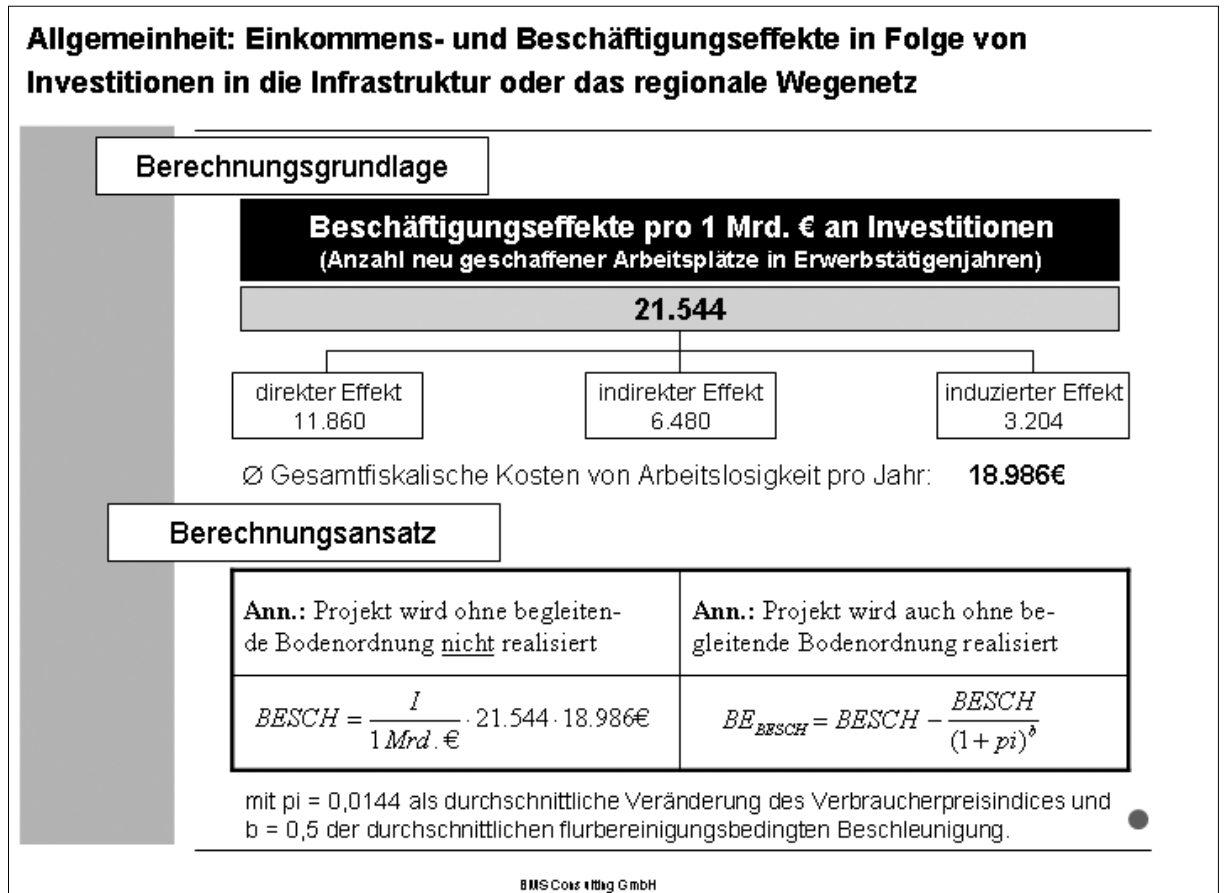 Allgemeinheit: Einkommens- und Beschäftigungseffekte in Folge von
Investitionen in die Infrastruktur oder das regionale Wegenetz
Berechnungsgrundlage
Beschäftigungseffekte pro 1 Mrd. € an Investitionen
(Anzahl neu geschaffener Arbeitsplätze in Erwerbstätigenjahren)
21.544
direkter Effekt
11.860
indirekter Effekt
6.480
induzierter Effekt
3.204
Ø Gesamtfiskalische Kosten von Arbeitslosigkeit pro Jahr: 18.986€
Berechnungsansatz
Ann.: Projekt wird ohne begleiten-
de Bodenordnung nicht realisiert
Ann.: Projekt wird auch ohne be-
gleitende Bodenordnung realisiert
BESCH = I / 1 Mrd. € · 21.544 · 18.986€
BE_BESCH = BESCH − BESCH / (1 + pi)^b
mit pi = 0,0144 als durchschnittliche Veränderung des Verbraucherpreisindices und
b = 0,5 der durchschnittlichen flurbereinigungsbedingten Beschleunigung.
BMS Consulting GmbH